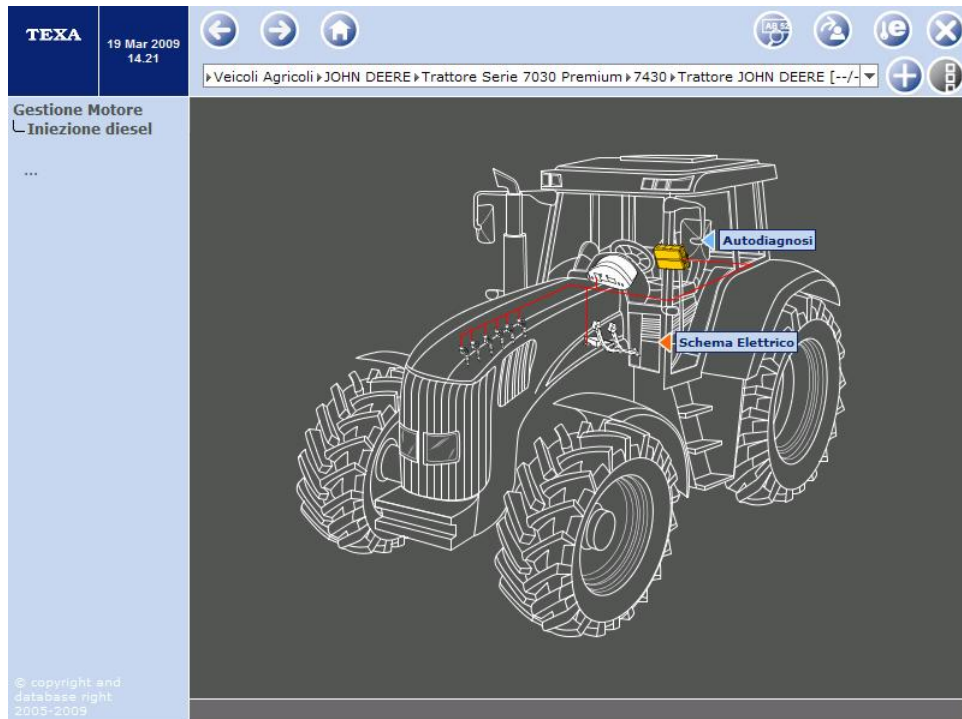 TEXA
19 Mar 2009
14.21
Veicoli Agricoli JOHN DEERE Trattore Serie 7030 Premium 7430 Trattore JOHN DEERE [--/-
Gestione Motore
Iniezione diesel
...
Autodiagnosi
Schema Elettrico
© copyright and
database right
2005-2009